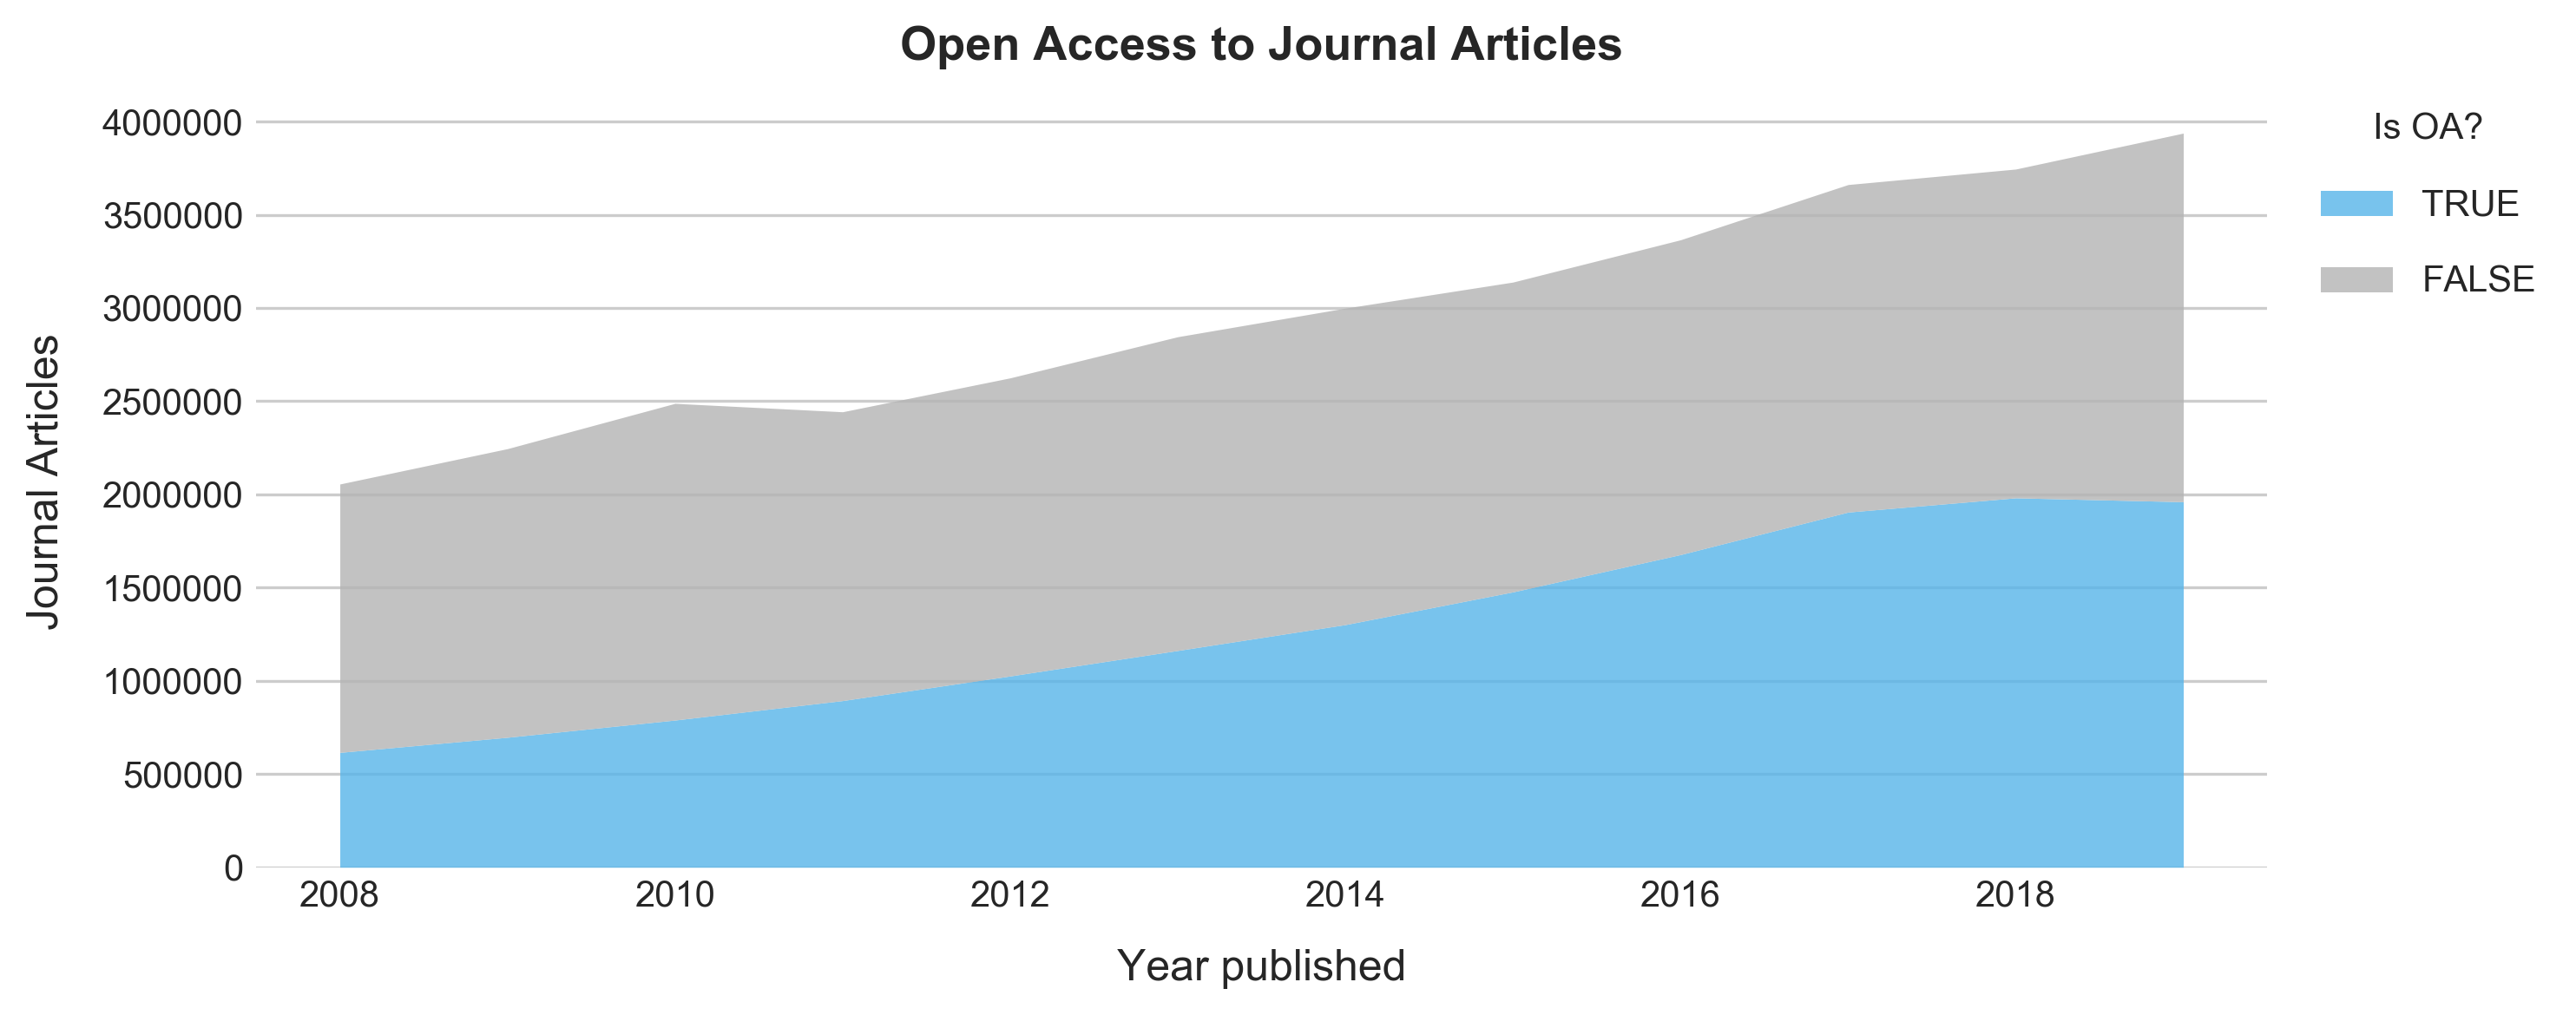 Open Access to Journal Articles
Is OA?
TRUE
FALSE
Journal Articles
4000000
3500000
3000000
2500000
2000000
1500000
1000000
500000
0
2008 2010 2012 2014 2016 2018
Year published